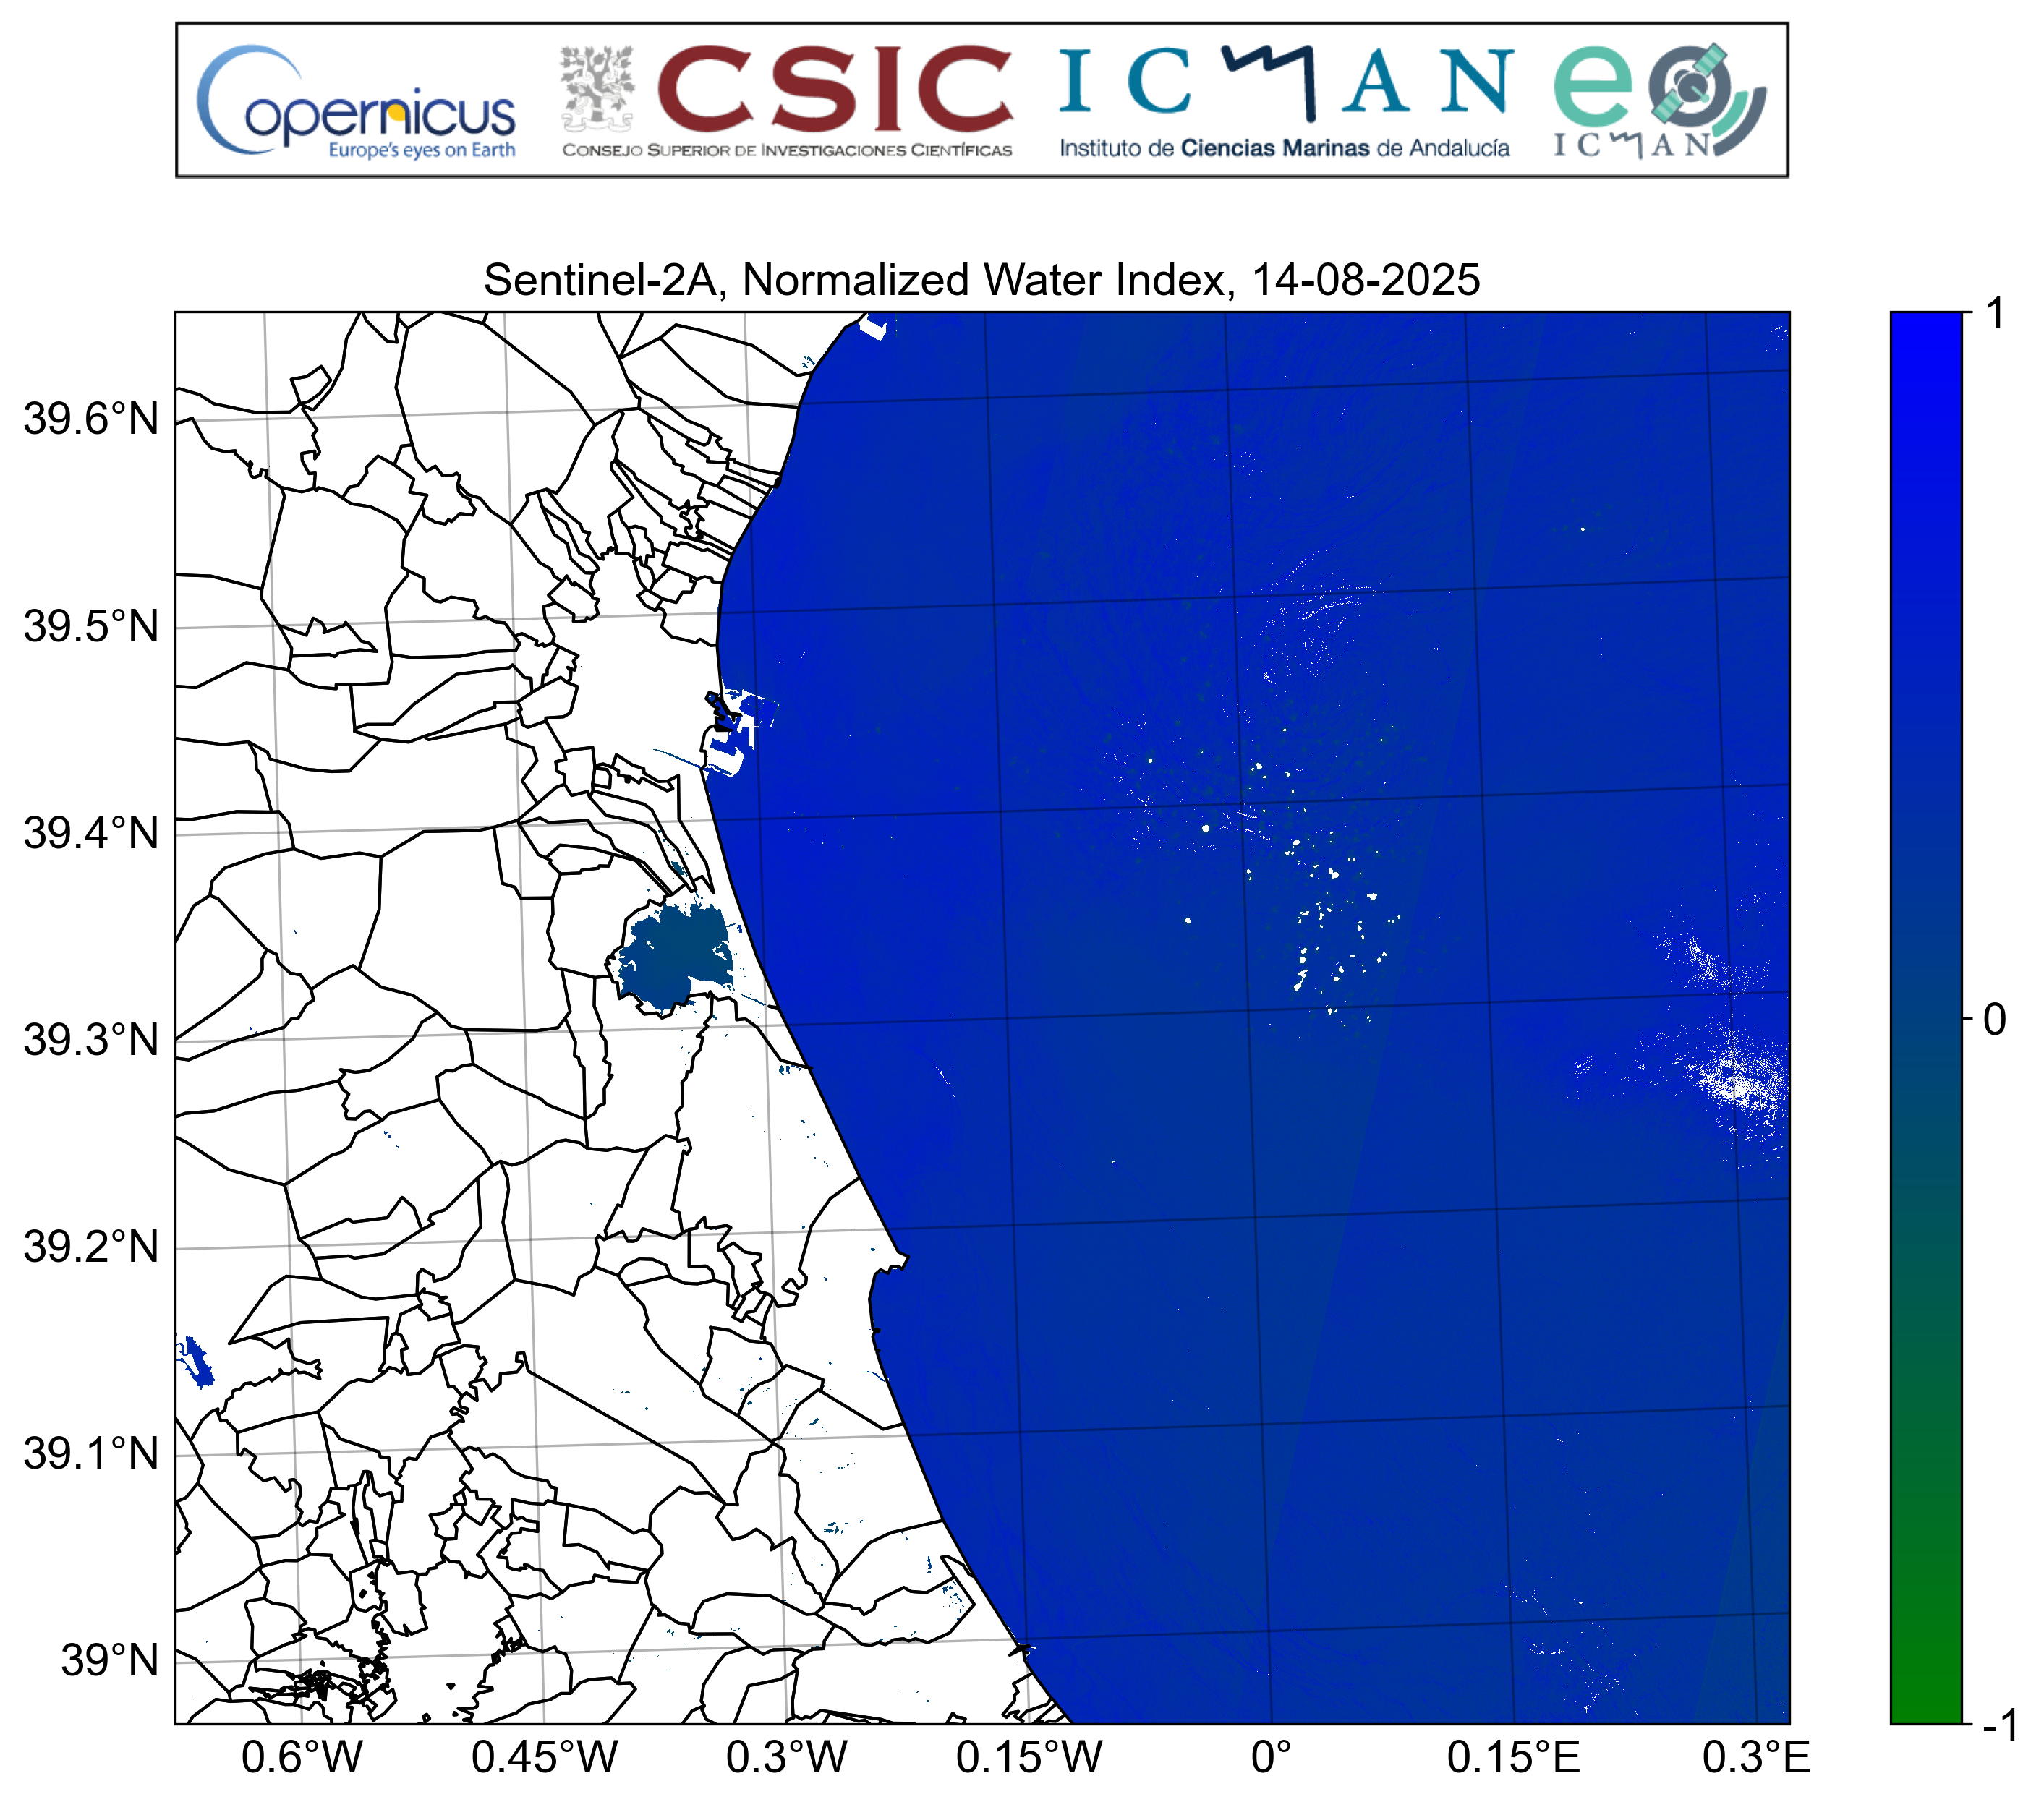 Copernicus
Europe's eyes on Earth
CSIC
CONSEJO SUPERIOR DE INVESTIGACIONES CIENTÍFICAS
ICMAN
Instituto de Ciencias Marinas de Andalucía
eo
ICMAN
Sentinel-2A, Normalized Water Index, 14-08-2025
39.6°N
39.5°N
39.4°N
39.3°N
39.2°N
39.1°N
39°N
0.6°W 0.45°W 0.3°W 0.15°W 0° 0.15°E 0.3°E
1
0
-1